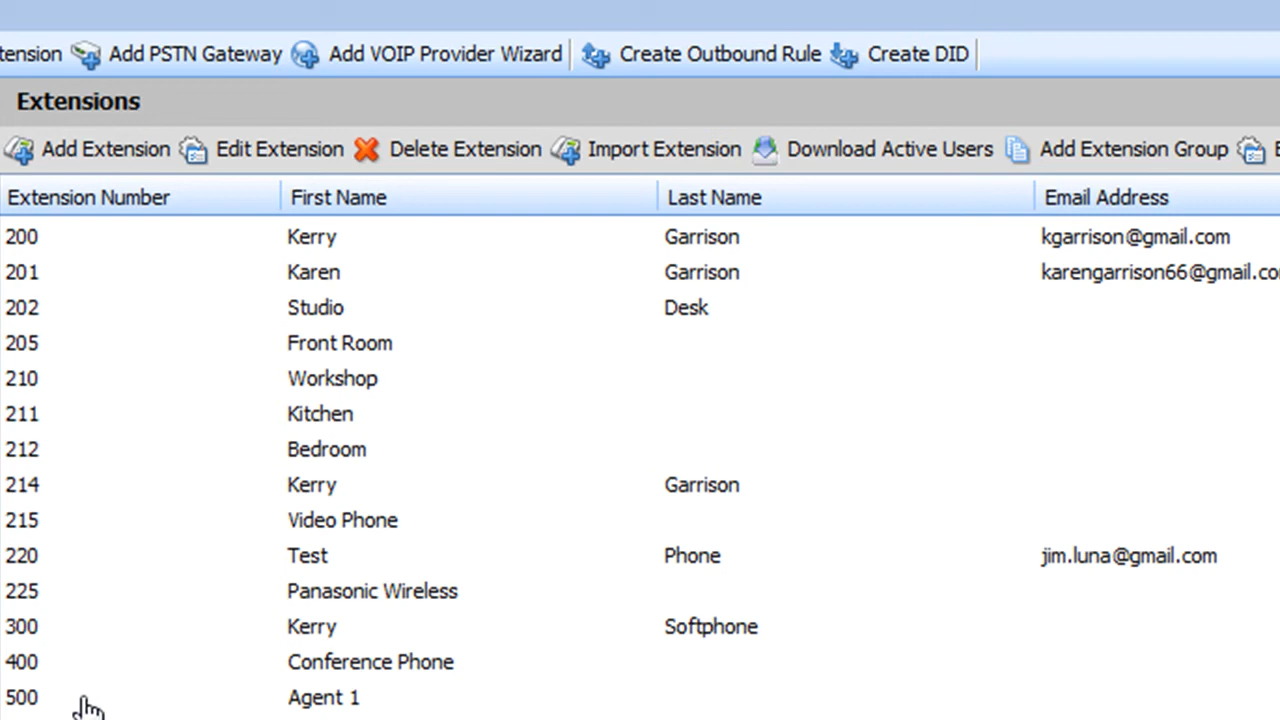 tension Add PSTN Gateway Add VOIP Provider Wizard Create Outbound Rule Create DID
Extensions
Add Extension Edit Extension Delete Extension Import Extension Download Active Users Add Extension Group E
Extension Number First Name Last Name Email Address
200 Kerry Garrison kgarrison@gmail.com
201 Karen Garrison karengarrison66@gmail.co
202 Studio Desk
205 Front Room
210 Workshop
211 Kitchen
212 Bedroom
214 Kerry Garrison
215 Video Phone
220 Test Phone jim.luna@gmail.com
225 Panasonic Wireless
300 Kerry Softphone
400 Conference Phone
500 Agent 1